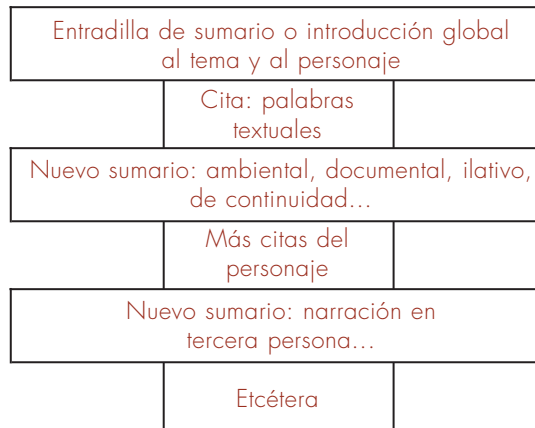 Entradilla de sumario o introducción global
al tema y al personaje
Cita: palabras
textuales
Nuevo sumario: ambiental, documental, ilativo,
de continuidad...
Más citas del
personaje
Nuevo sumario: narración en
tercera persona...
Etcétera